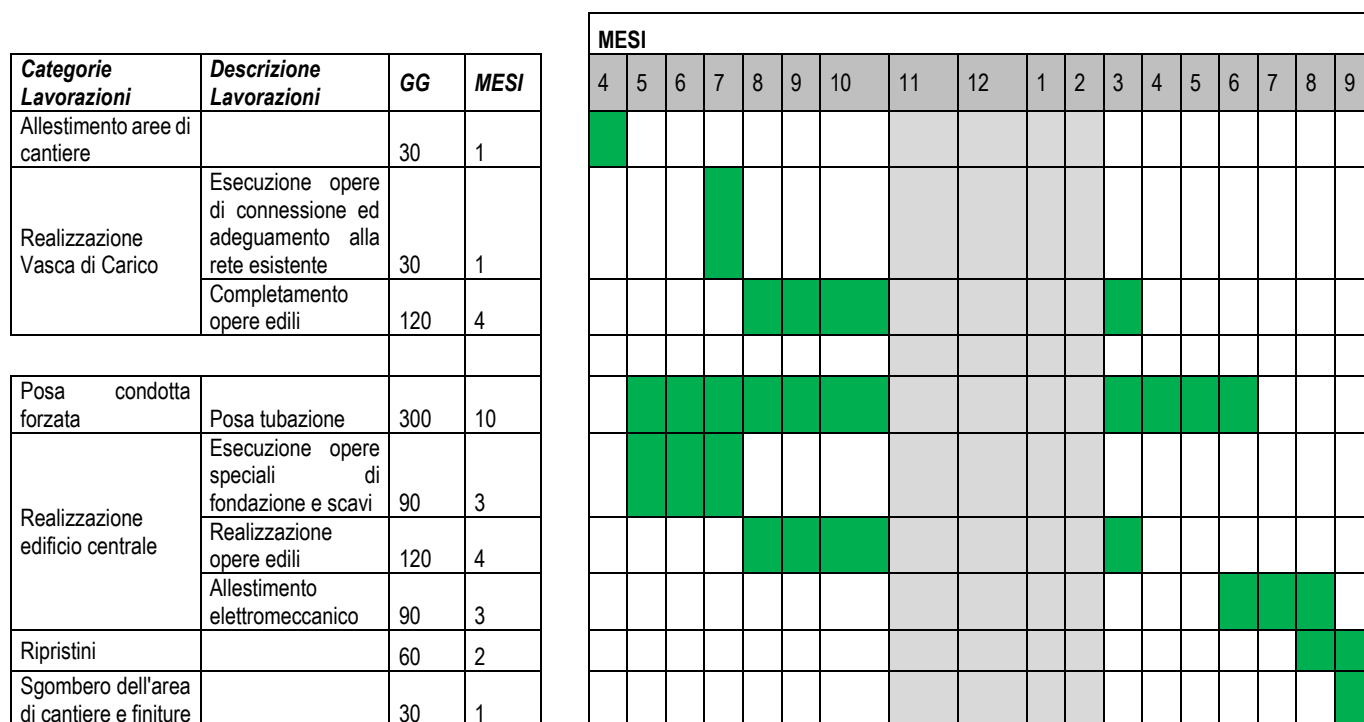 MESI
Categorie Lavorazioni Descrizione Lavorazioni GG MESI 4 5 6 7 8 9 10 11 12 1 2 3 4 5 6 7 8 9
Allestimento aree di
cantiere 30 1
Realizzazione
Vasca di Carico
Esecuzione opere
di connessione ed
adeguamento alla
rete esistente 30 1
Completamento
opere edili 120 4
Posa condotta
forzata Posa tubazione 300 10
Realizzazione
edificio centrale
Esecuzione opere
speciali di
fondazione e scavi 90 3
Realizzazione
opere edili 120 4
Allestimento
elettromeccanico 90 3
Ripristini 60 2
Sgombero dell'area
di cantiere e finiture 30 1